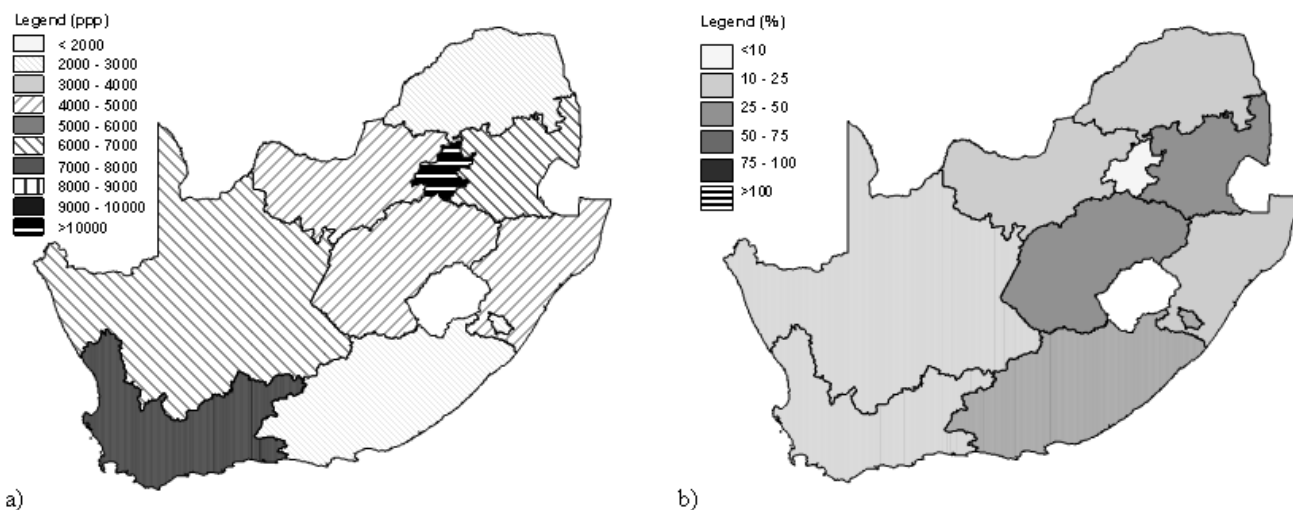 Legend (ppp)
< 2000
2000 - 3000
3000 - 4000
4000 - 5000
5000 - 6000
6000 - 7000
7000 - 8000
8000 - 9000
9000 - 10000
>10000
a)
Legend (%)
<10
10 - 25
25 - 50
50 - 75
75 - 100
>100
b)